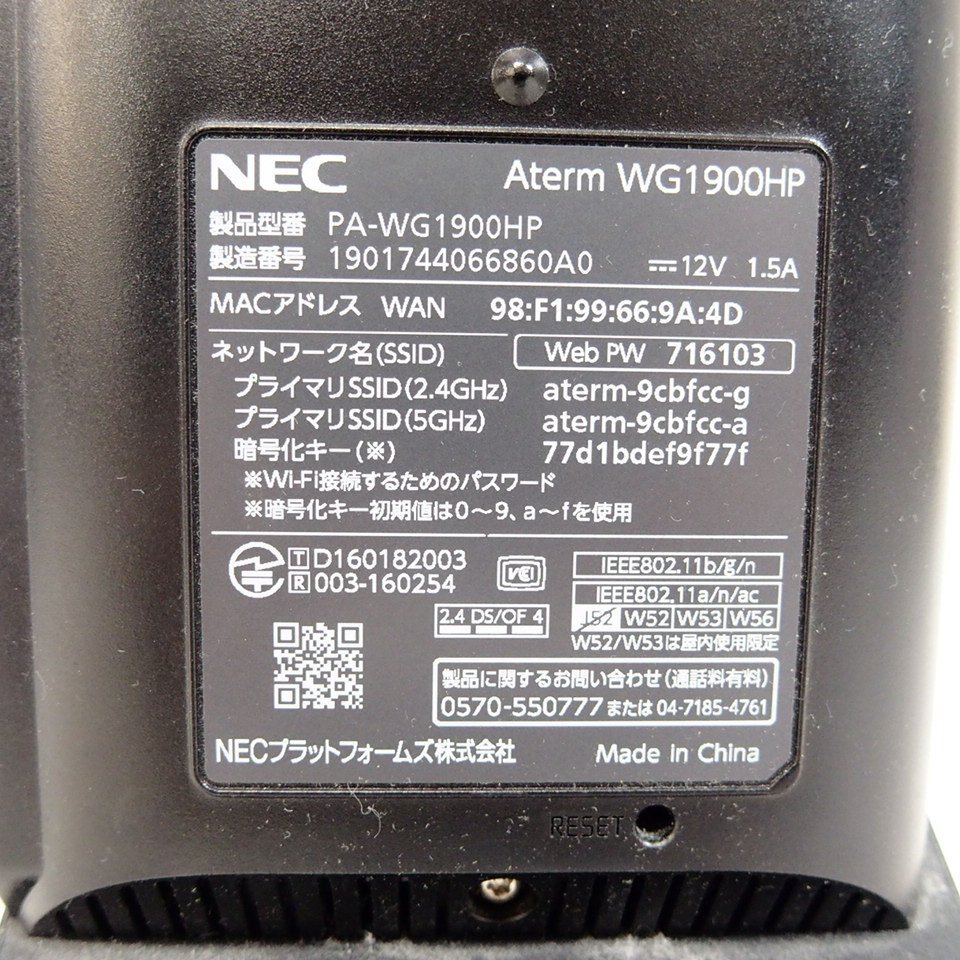 NEC Aterm WG1900HP
製品型番 PA-WG1900HP
製造番号 1901744066860A0 12V 1.5A
MACアドレス WAN 98:F1:99:66:9A:4D
ネットワーク名(SSID) Web PW 716103
プライマリSSID(2.4GHz) aterm-9cbfcc-g
プライマリSSID(5GHz) aterm-9cbfcc-a
暗号化キー(※) 77d1bdef9f77f
※Wi-Fi接続するためのパスワード
※暗号化キー初期値は0～9、a～fを使用
T D160182003
R 003-160254
VCCI
IEEE802.11b/g/n
IEEE802.11a/n/ac
2.4 DS/OF 4
J52 W52 W53 W56
W52/W53は屋内使用限定
製品に関するお問い合わせ(通話料有料)
0570-550777または04-7185-4761
NECプラットフォームズ株式会社 Made in China
RESET